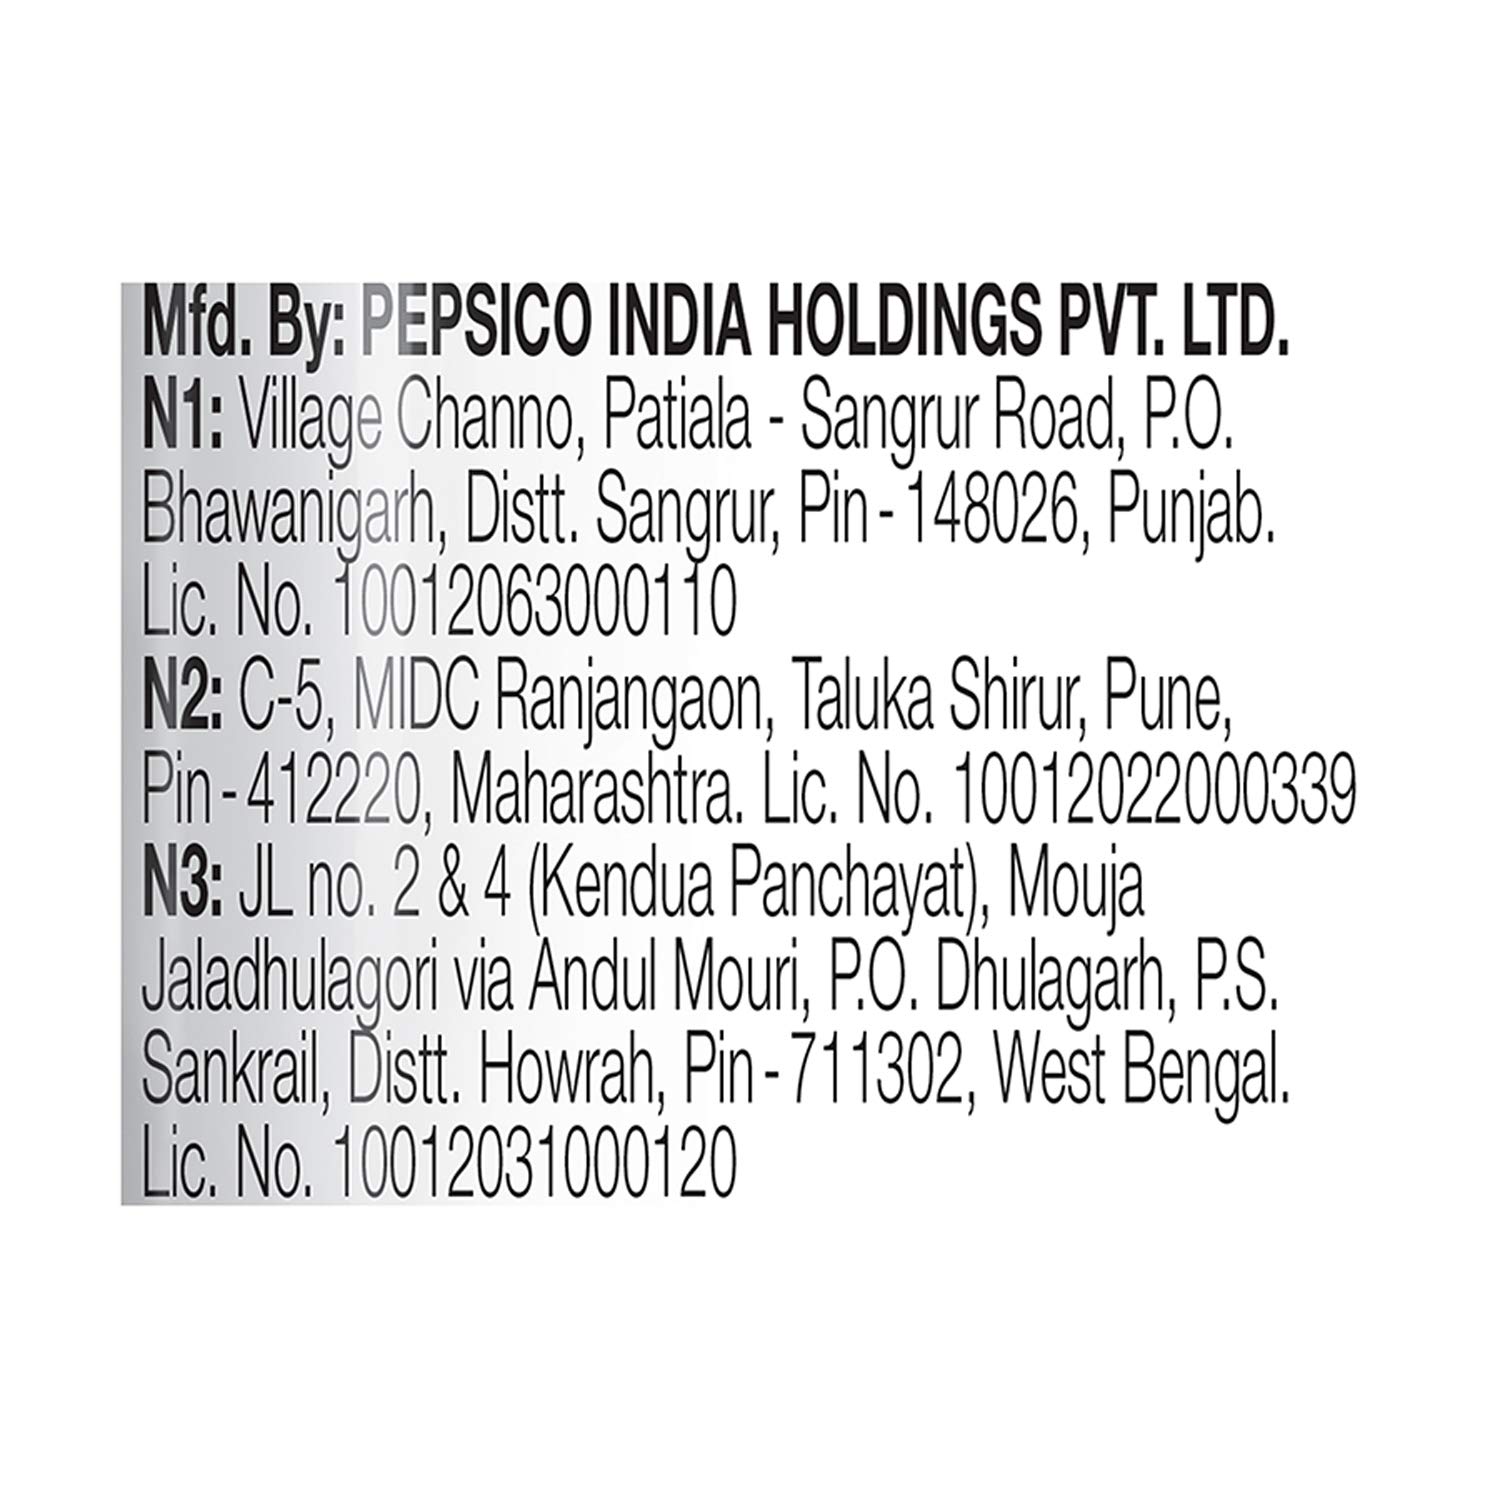 Mfd. By: PEPSICO INDIA HOLDINGS PVT. LTD.
N1: Village Channo, Patiala - Sangrur Road, P.O.
Bhawanigarh, Distt. Sangrur, Pin - 148026, Punjab.
Lic. No. 10012063000110
N2: C-5, MIDC Ranjangaon, Taluka Shirur, Pune,
Pin - 412220, Maharashtra. Lic. No. 10012022000339
N3: JL no. 2 & 4 (Kendua Panchayat), Mouja
Jaladhulagori via Andul Mouri, P.O. Dhulagarh, P.S.
Sankrail, Distt. Howrah, Pin - 711302, West Bengal.
Lic. No. 10012031000120